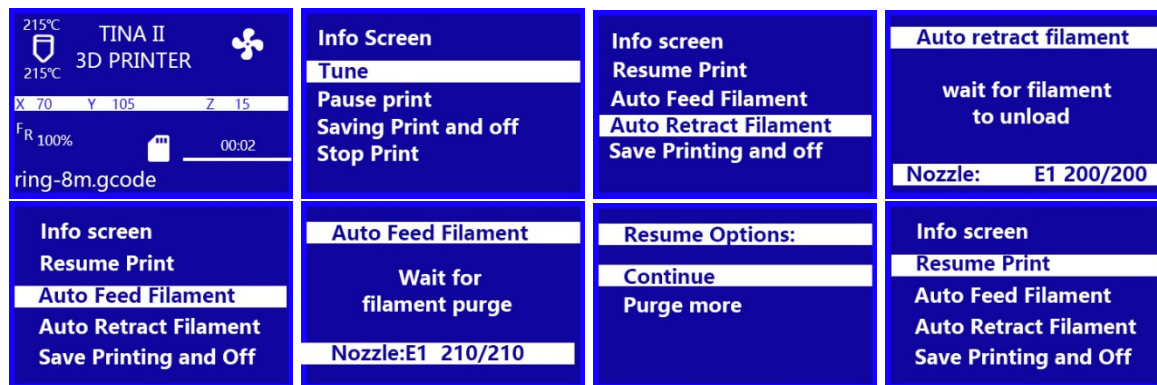 215℃
TINA II
3D PRINTER
215℃
X 70 Y 105 Z 15
FR 100%
00:02
ring-8m.gcode
Info Screen
Tune
Pause print
Saving Print and off
Stop Print
Info screen
Resume Print
Auto Feed Filament
Auto Retract Filament
Save Printing and off
Auto retract filament
wait for filament
to unload
Nozzle: E1 200/200
Info screen
Resume Print
Auto Feed Filament
Auto Retract Filament
Save Printing and Off
Auto Feed Filament
Wait for
filament purge
Nozzle:E1 210/210
Resume Options:
Continue
Purge more
Info screen
Resume Print
Auto Feed Filament
Auto Retract Filament
Save Printing and Off